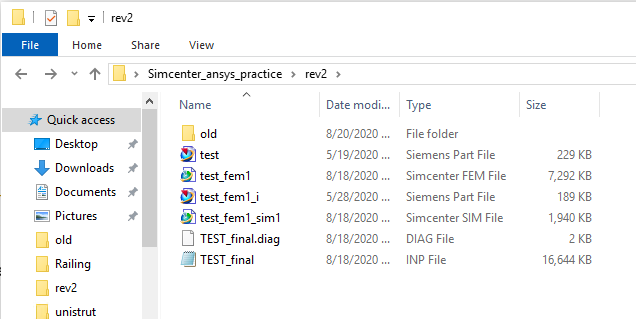 rev2
File Home Share View
Simcenter_ansys_practice rev2
Name Date modi... Type Size
Quick access
Desktop
Downloads
Documents
Pictures
old
Railing
rev2
unistrut
old 8/20/2020 ... File folder
test 5/19/2020 ... Siemens Part File 229 KB
test_fem1 8/18/2020 ... Simcenter FEM File 7,292 KB
test_fem1_i 5/28/2020 ... Siemens Part File 189 KB
test_fem1_sim1 8/18/2020 ... Simcenter SIM File 1,940 KB
TEST_final.diag 8/18/2020 ... DIAG File 2 KB
TEST_final 8/18/2020 ... INP File 16,644 KB